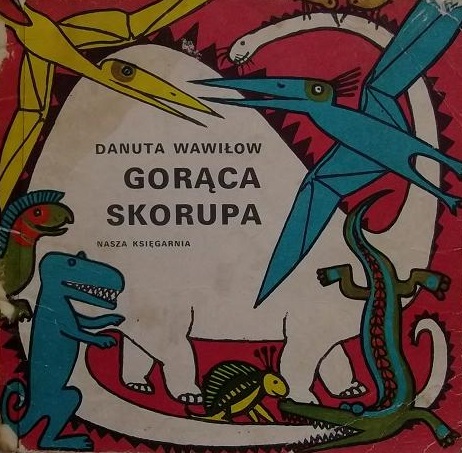 DANUTA WAWIŁOW
GORĄCA
SKORUPA
NASZA KSIĘGARNIA